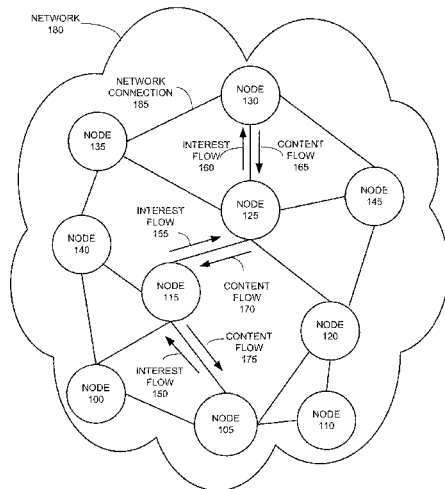 NETWORK
180
NETWORK
CONNECTION
185
NODE
130
NODE
135
INTEREST
FLOW
160
CONTENT
FLOW
165
NODE
125
NODE
145
INTEREST
FLOW
155
NODE
140
NODE
115
CONTENT
FLOW
170
NODE
120
CONTENT
FLOW
175
INTEREST
FLOW
150
NODE
100
NODE
105
NODE
110